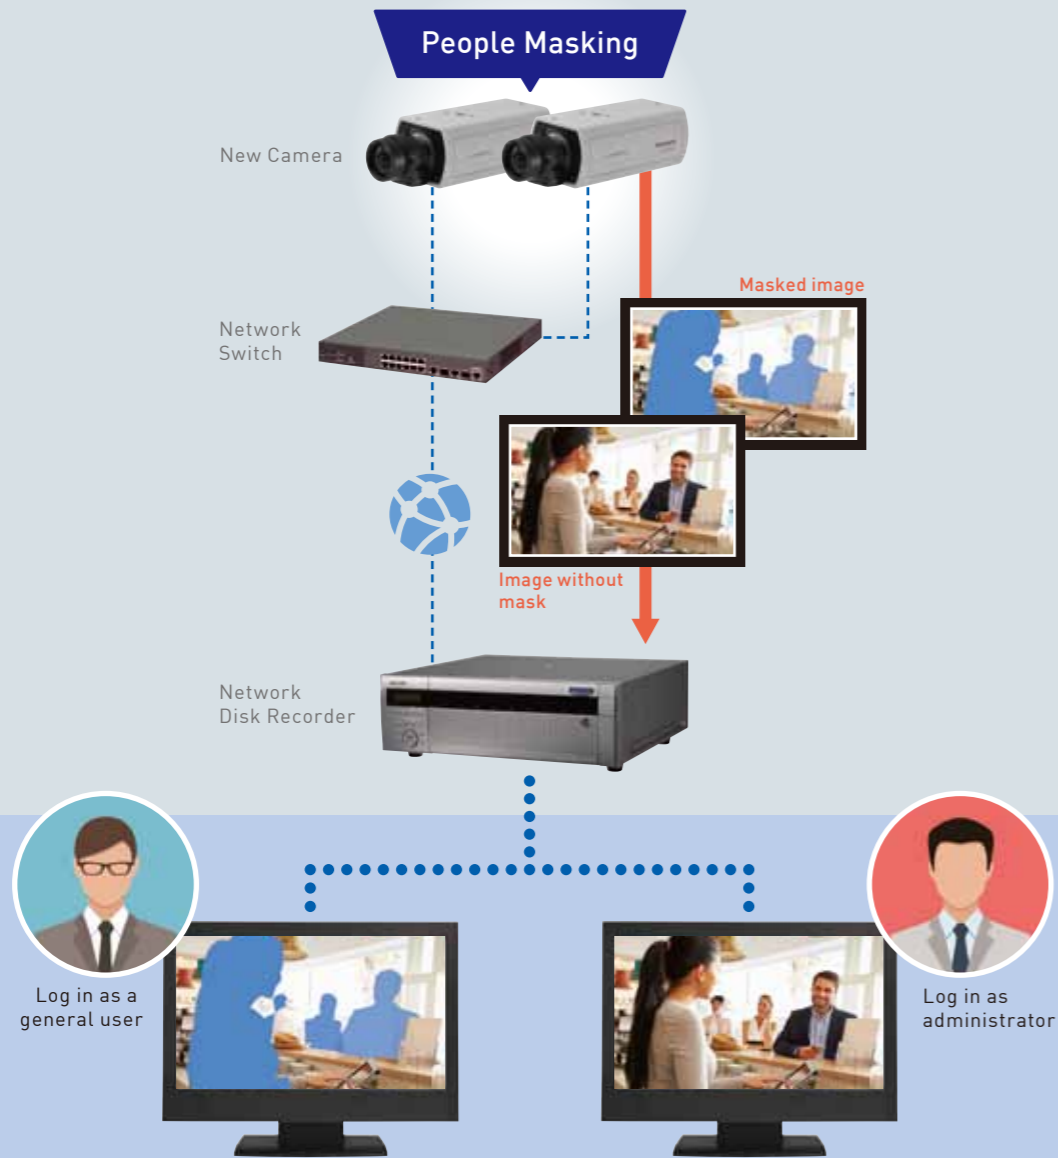 People Masking
New Camera
Masked image
Network
Switch
Image without
mask
Network
Disk Recorder
Log in as a
general user
Log in as
administrator